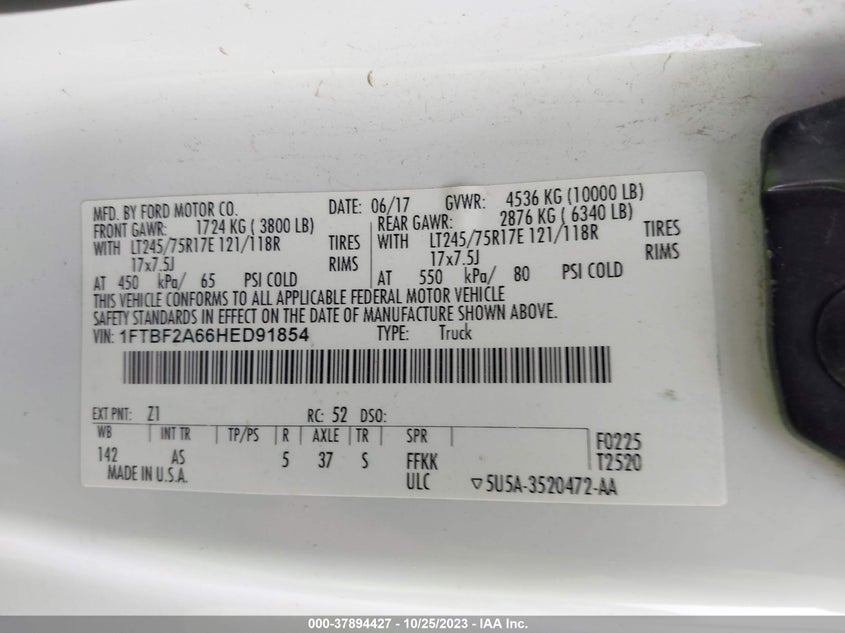 MFD. BY FORD MOTOR CO. DATE: 06/17 GVWR: 4536 KG (10000 LB)
FRONT GAWR: 1724 KG ( 3800 LB) REAR GAWR: 2876 KG ( 6340 LB)
WITH LT245/75R17E 121/118R TIRES WITH LT245/75R17E 121/118R TIRES
17x7.5J RIMS 17x7.5J RIMS
AT 450 kPa/ 65 PSI COLD AT 550 kPa/ 80 PSI COLD
THIS VEHICLE CONFORMS TO ALL APPLICABLE FEDERAL MOTOR VEHICLE
SAFETY STANDARDS IN EFFECT ON THE DATE OF MANUFACTURE SHOWN ABOVE.
VIN: 1FTBF2A66HED91854 TYPE: Truck
EXT PNT: Z1 RC: 52 DSO:
WB INT TR TP/PS R AXLE TR SPR F0225
142 AS 5 37 S FFKK T2520
MADE IN U.S.A. ULC ▽5U5A-3520472-AA
000-37894427 - 10/25/2023 - © IAA, Inc.